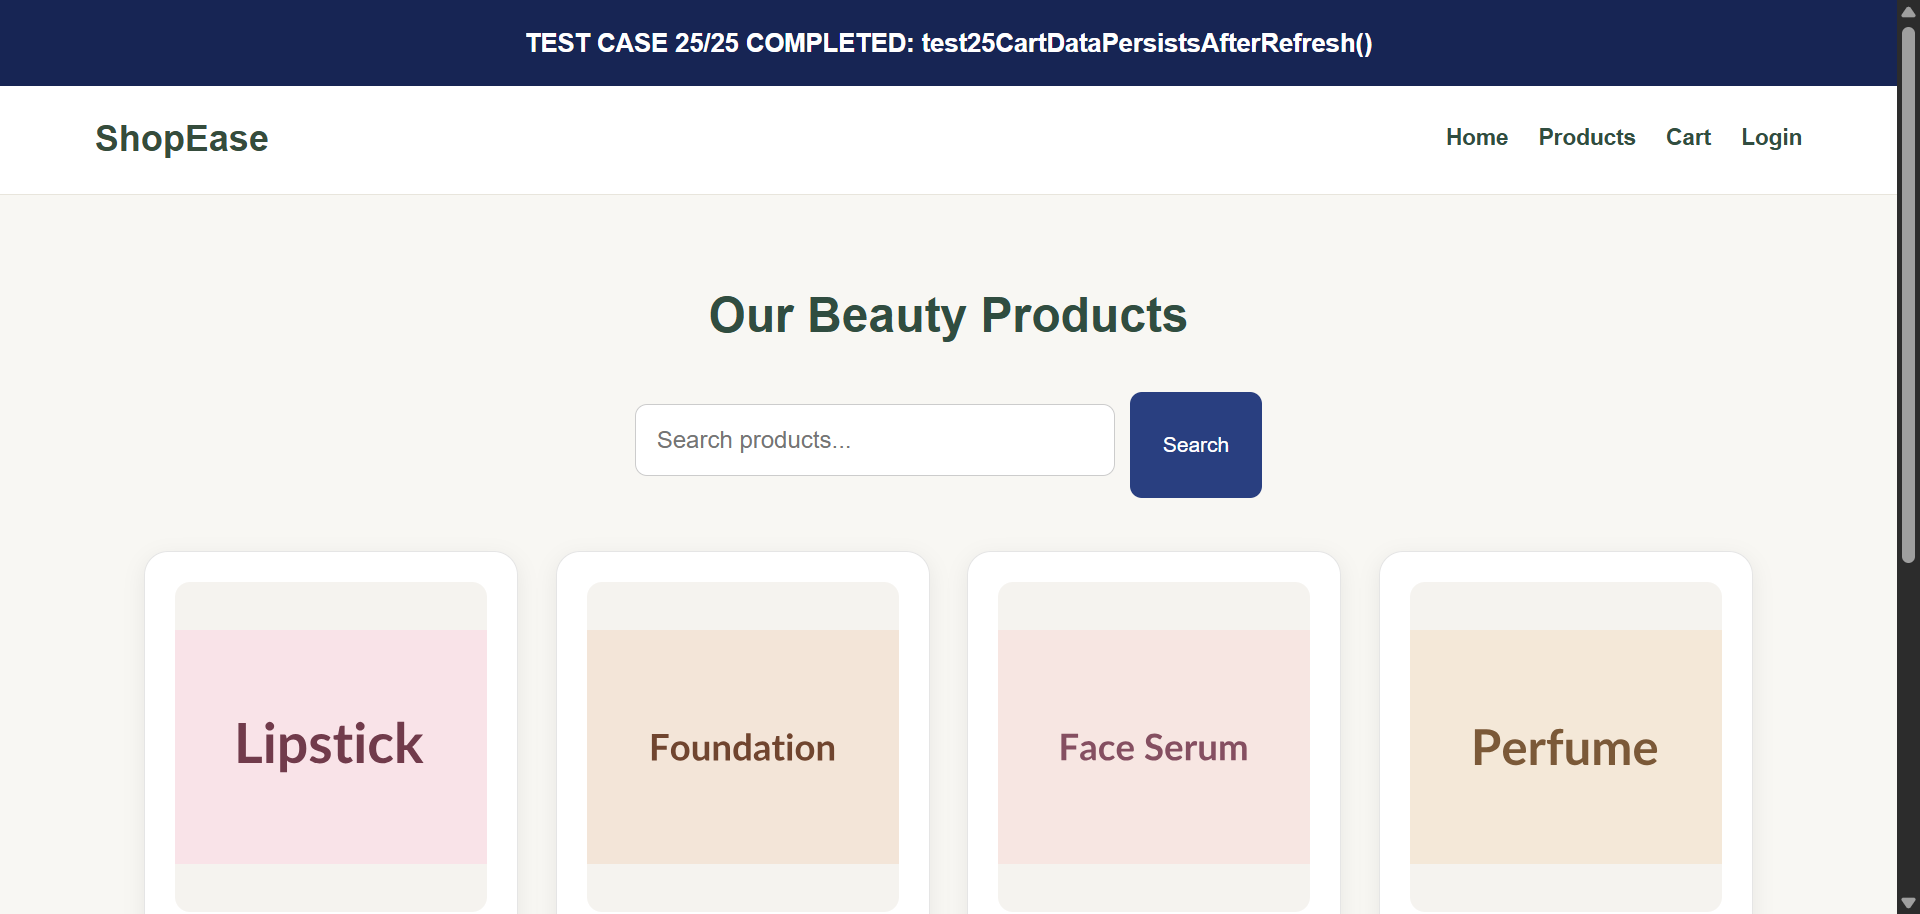 TEST CASE 25/25 COMPLETED: test25CartDataPersistsAfterRefresh()
ShopEase
Home Products Cart Login
Our Beauty Products
Search products...
Search
Lipstick
Foundation
Face Serum
Perfume